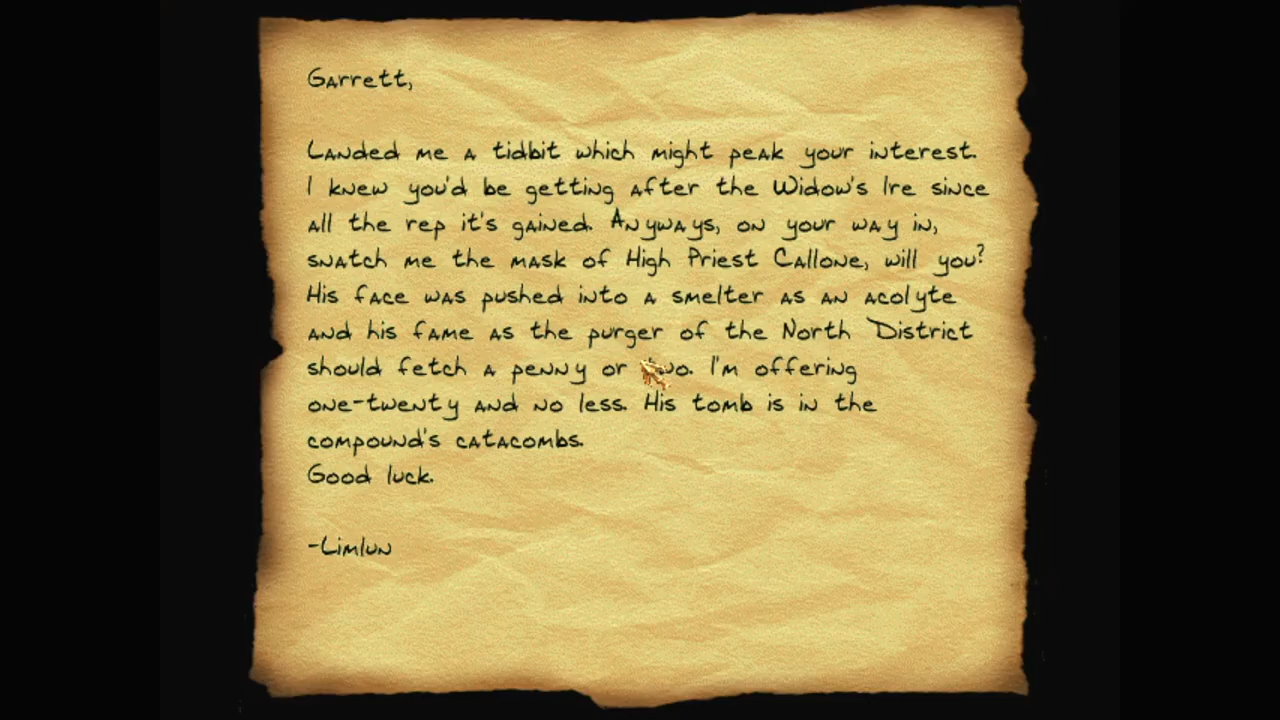 Garrett,
Landed me a tidbit which might peak your interest.
I knew you'd be getting after the Widow's Ire since
all the rep it's gained. Anyways, on your way in,
snatch me the mask of High Priest Callone, will you?
His face was pushed into a smelter as an acolyte
and his fame as the purger of the North District
should fetch a penny or two. I'm offering
one-twenty and no less. His tomb is in the
compound's catacombs.
Good luck.
-Limlun